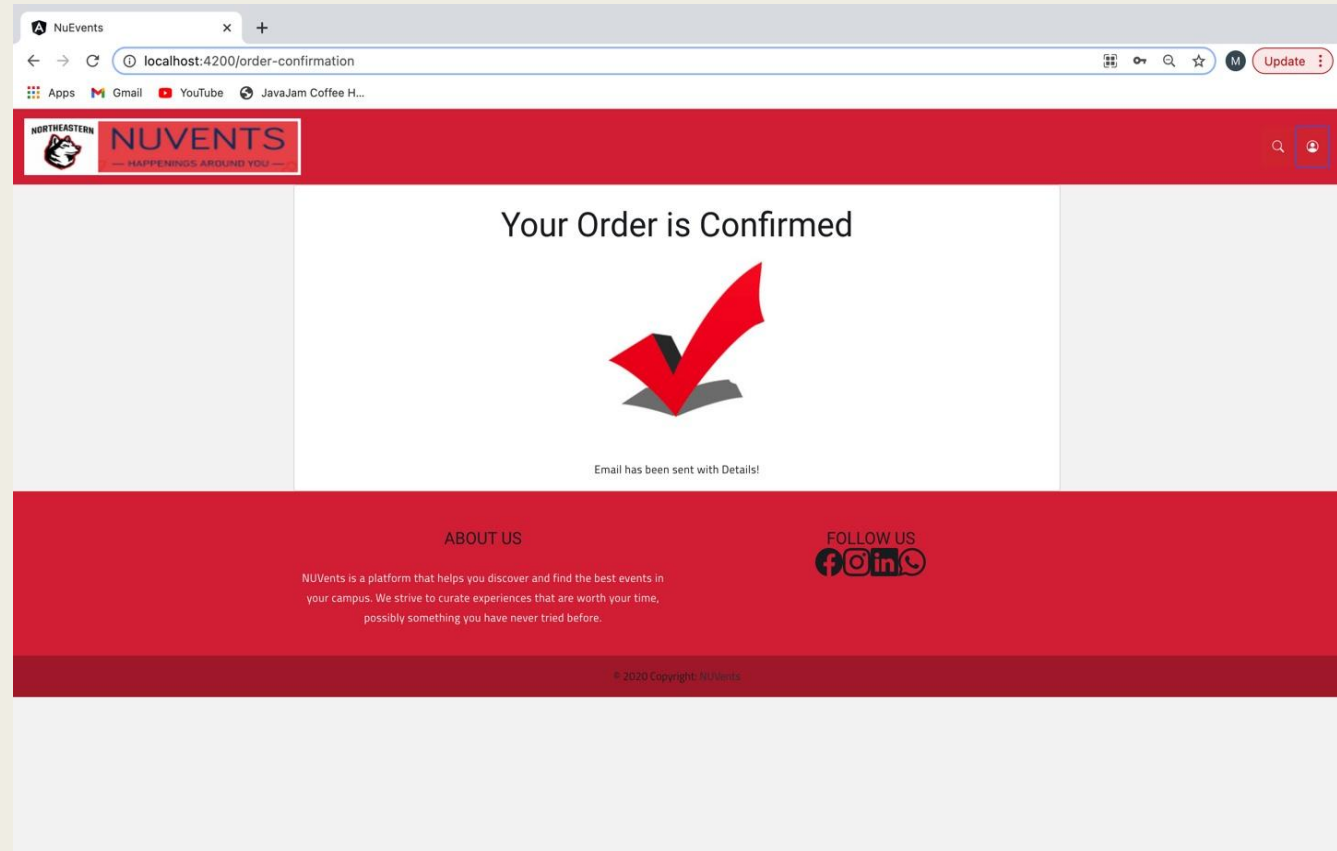 NuEvents
localhost:4200/order-confirmation
M
Update
Apps
Gmail
YouTube
JavaJam Coffee H...
NORTHEASTERN
NUVENTS
— HAPPENINGS AROUND YOU —
Your Order is Confirmed
Email has been sent with Details!
ABOUT US
FOLLOW US
NUVents is a platform that helps you discover and find the best events in
your campus. We strive to curate experiences that are worth your time,
possibly something you have never tried before.
© 2020 Copyright: NUVents